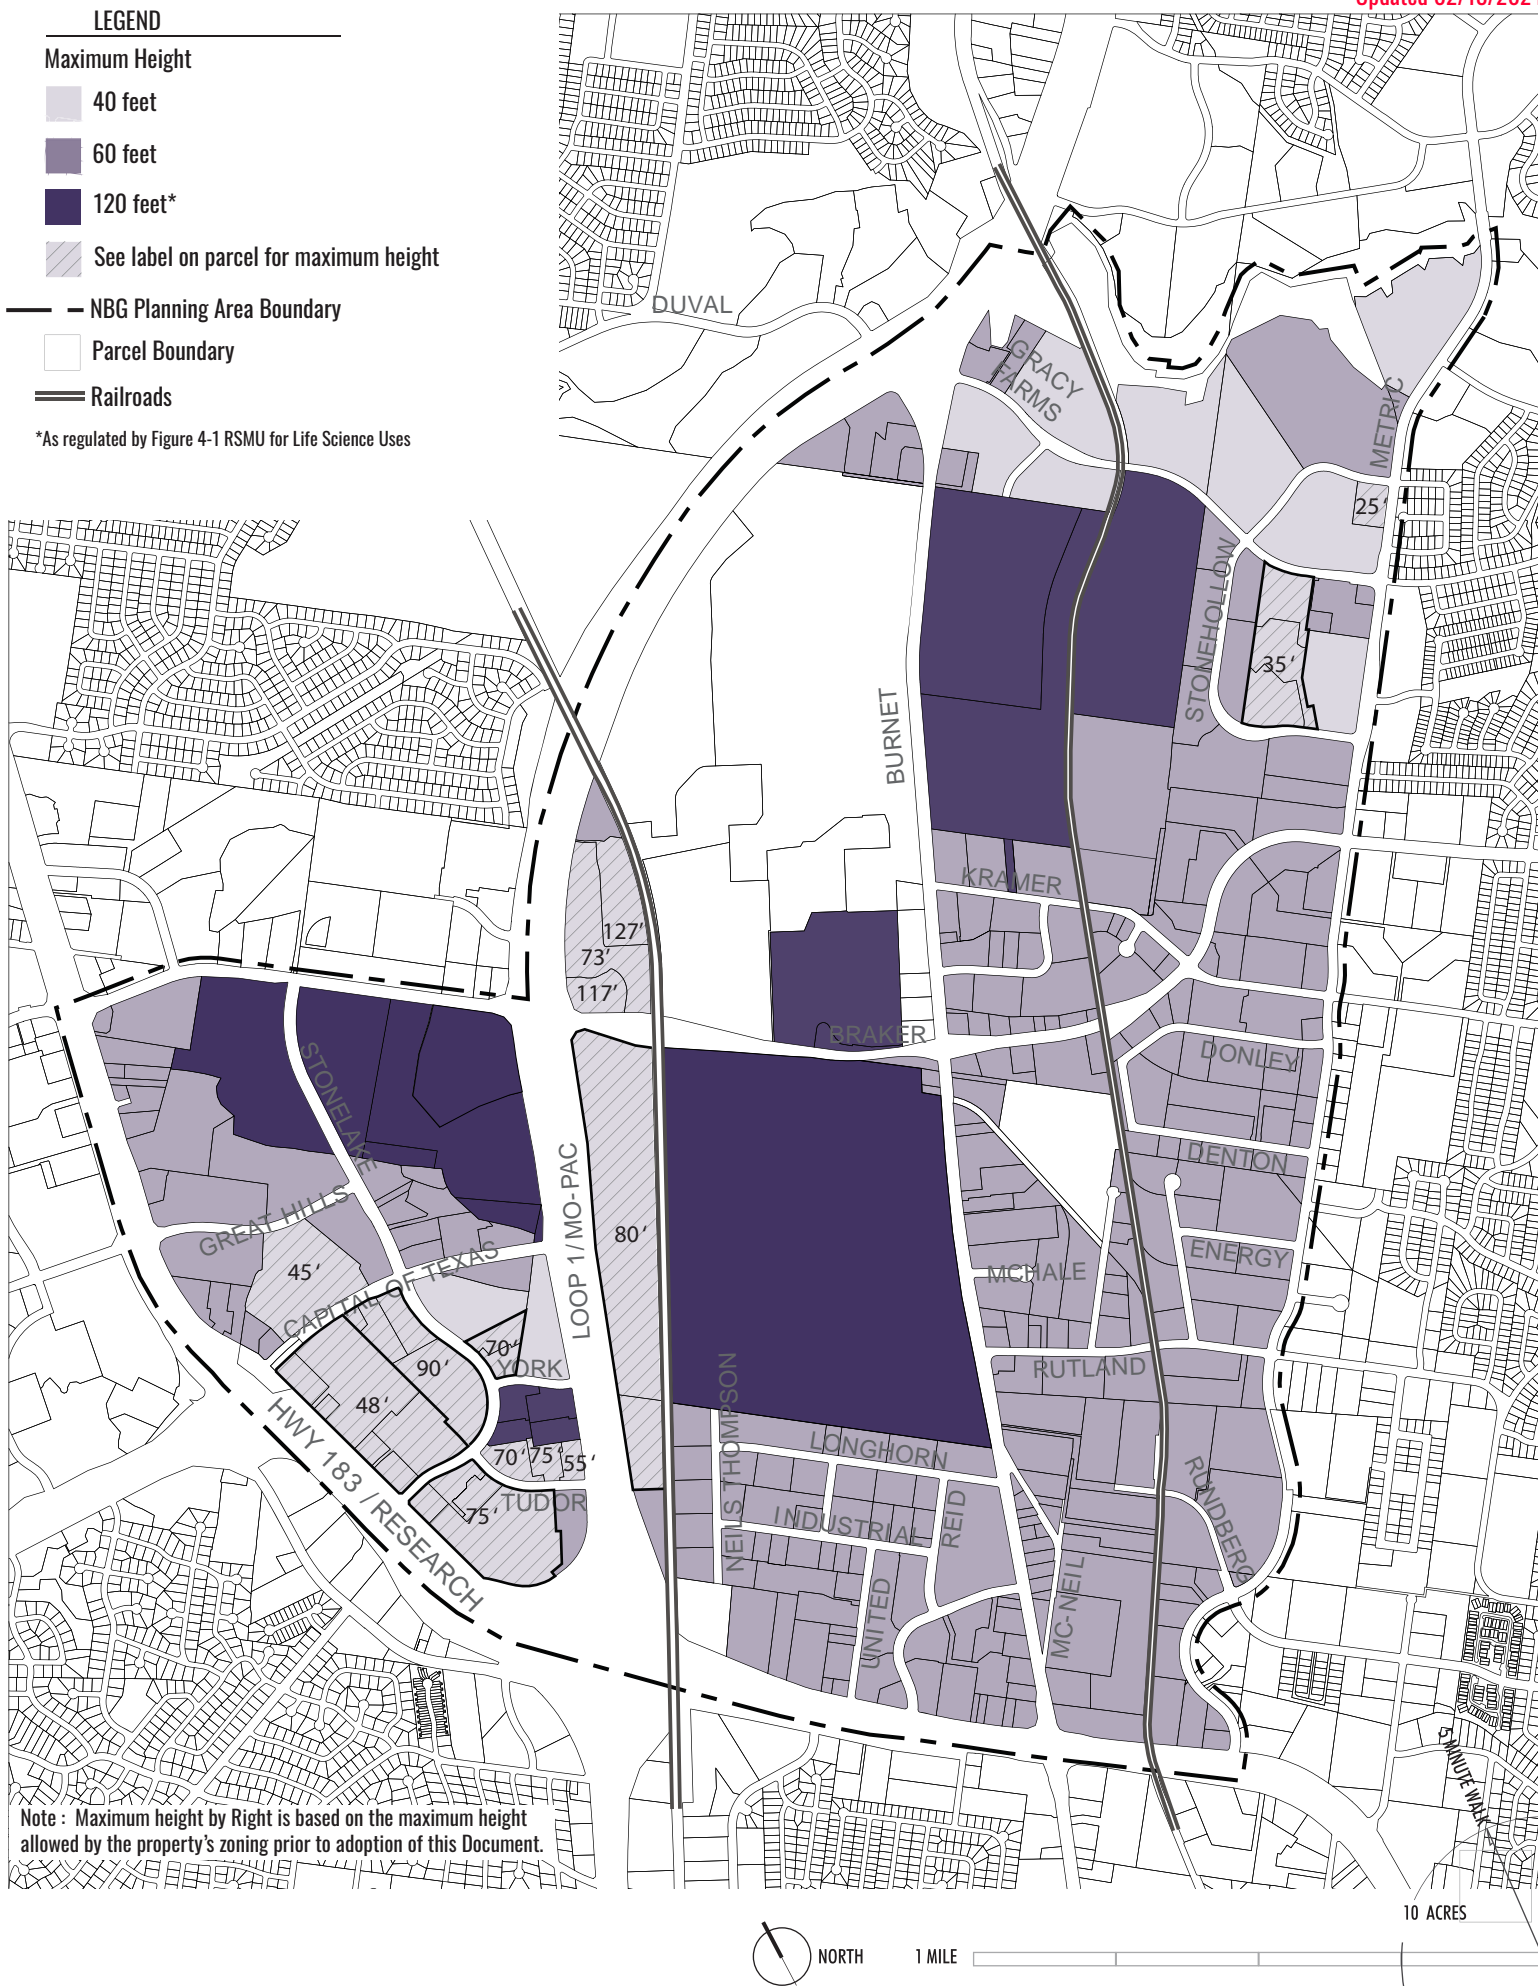 LEGEND
Maximum Height
40 feet
60 feet
120 feet*
See label on parcel for maximum height
NBG Planning Area Boundary
Parcel Boundary
Railroads
*As regulated by Figure 4-1 RSMU for Life Science Uses
DUVAL
GRACY
FARMS
METRIC
25'
STONEHOLLOW
35'
BURNET
KRAMER
127'
73'
117'
BRAKER
DONLEY
STONELAKE
DENTON
GREAT HILLS
LOOP 1/MO-PAC
80'
ENERGY
45'
CAPITAL OF TEXAS
MCHALE
70'
YORK
90'
RUTLAND
48'
HWY 183 /RESEARCH
NEILS THOMPSON
LONGHORN
70'
75'
55'
TUDOR
75'
INDUSTRIAL
REID
RUNDBERG
UNITED
MC-NEIL
5 MINUTE WALK
Note : Maximum height by Right is based on the maximum height
allowed by the property's zoning prior to adoption of this Document.
10 ACRES
NORTH
1 MILE